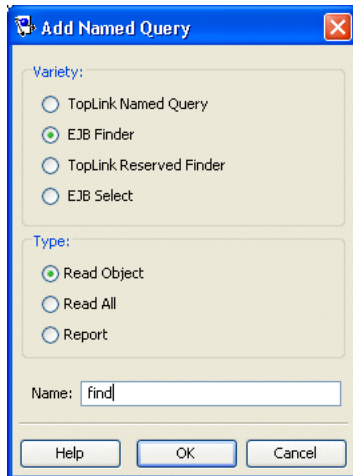 Add Named Query
Variety:
TopLink Named Query
EJB Finder
TopLink Reserved Finder
EJB Select
Type:
Read Object
Read All
Report
Name: find
Help OK Cancel